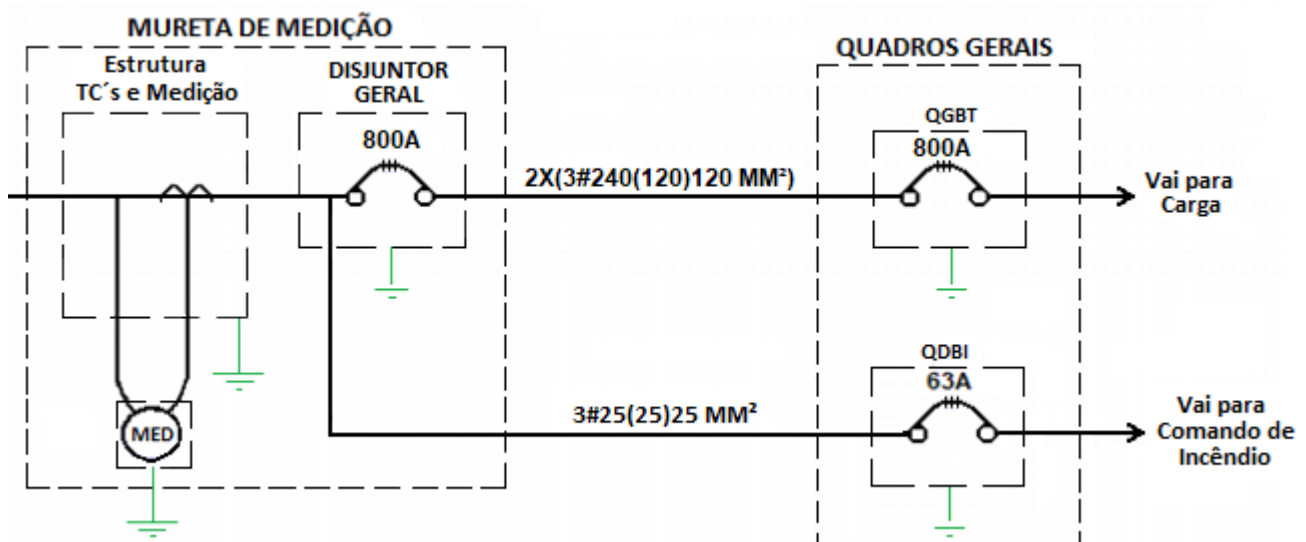 MURETA DE MEDIÇÃO
Estrutura
TC´s e Medição
DISJUNTOR
GERAL
800A
QUADROS GERAIS
QGBT
800A
2X(3#240(120)120 MM²)
Vai para
Carga
QDBI
63A
3#25(25)25 MM²
Vai para
Comando de
Incêndio
MED